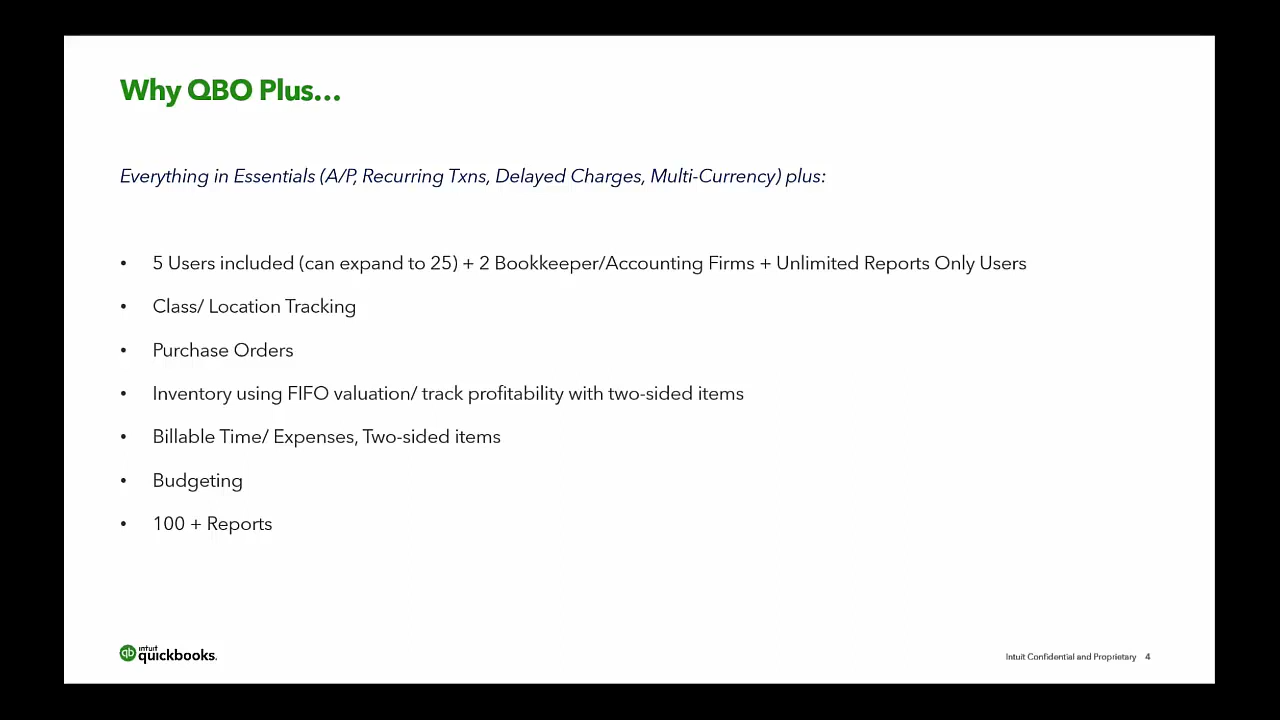 Why QBO Plus...
Everything in Essentials (A/P, Recurring Txns, Delayed Charges, Multi-Currency) plus:
• 5 Users included (can expand to 25) + 2 Bookkeeper/Accounting Firms + Unlimited Reports Only Users
• Class/ Location Tracking
• Purchase Orders
• Inventory using FIFO valuation/ track profitability with two-sided items
• Billable Time/ Expenses, Two-sided items
• Budgeting
• 100 + Reports
qb intuit quickbooks.
Intuit Confidential and Proprietary 4